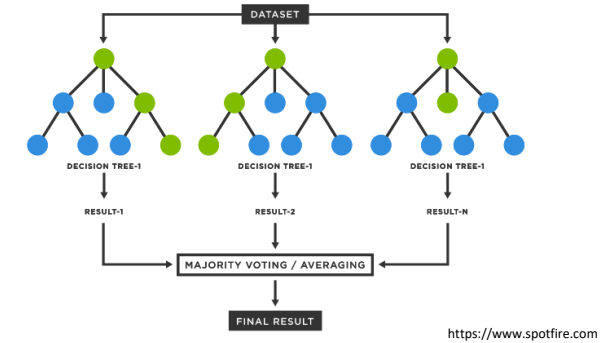 DATASET
DECISION TREE-1
DECISION TREE-1
DECISION TREE-1
RESULT-1
RESULT-2
RESULT-N
MAJORITY VOTING / AVERAGING
FINAL RESULT
https://www.spotfire.com